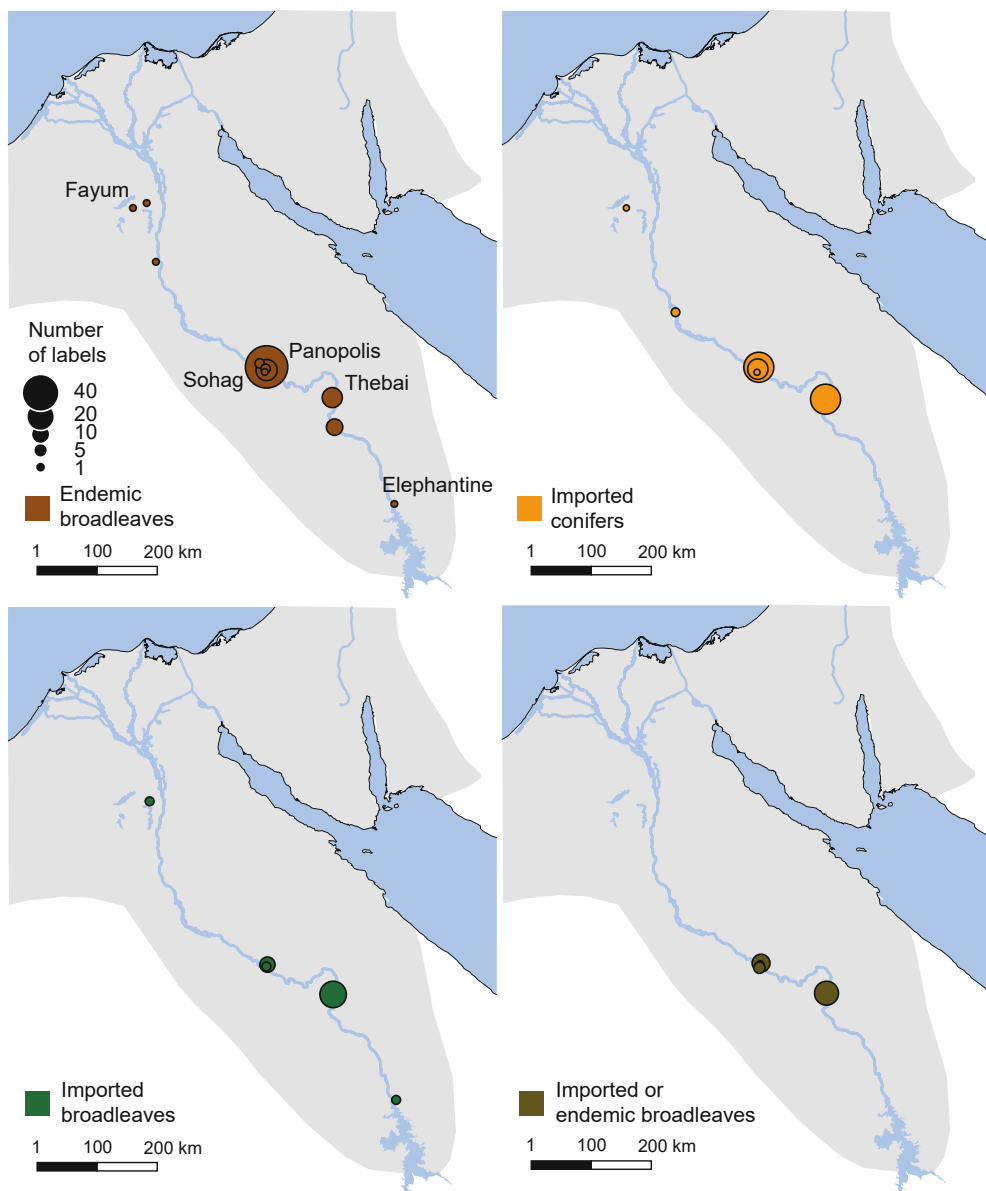 Fayum
Number
of labels
40
20
10
5
1
Panopolis
Sohag
Thebai
Elephantine
Endemic
broadleaves
1 100 200 km
Imported
conifers
1 100 200 km
Imported
broadleaves
1 100 200 km
Imported or
endemic broadleaves
1 100 200 km